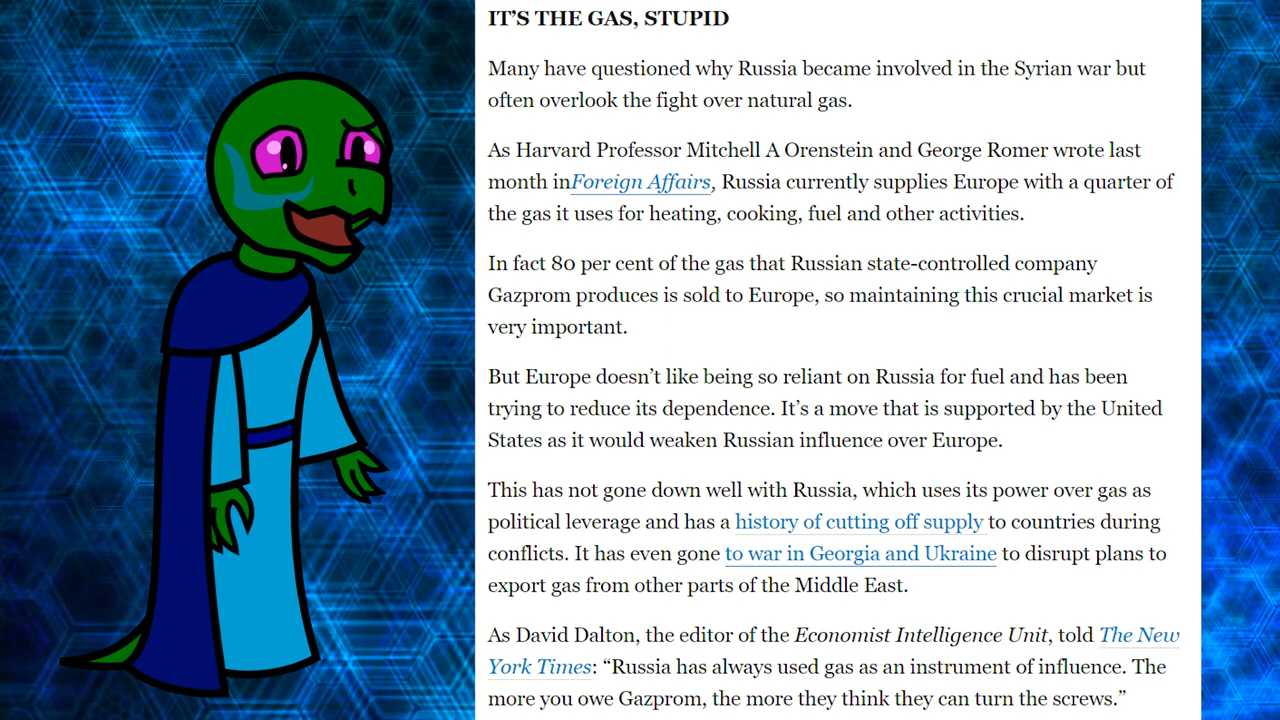 IT’S THE GAS, STUPID
Many have questioned why Russia became involved in the Syrian war but
often overlook the fight over natural gas.
As Harvard Professor Mitchell A Orenstein and George Romer wrote last
month inForeign Affairs, Russia currently supplies Europe with a quarter of
the gas it uses for heating, cooking, fuel and other activities.
In fact 80 per cent of the gas that Russian state-controlled company
Gazprom produces is sold to Europe, so maintaining this crucial market is
very important.
But Europe doesn’t like being so reliant on Russia for fuel and has been
trying to reduce its dependence. It’s a move that is supported by the United
States as it would weaken Russian influence over Europe.
This has not gone down well with Russia, which uses its power over gas as
political leverage and has a history of cutting off supply to countries during
conflicts. It has even gone to war in Georgia and Ukraine to disrupt plans to
export gas from other parts of the Middle East.
As David Dalton, the editor of the Economist Intelligence Unit, told The New
York Times: “Russia has always used gas as an instrument of influence. The
more you owe Gazprom, the more they think they can turn the screws.”